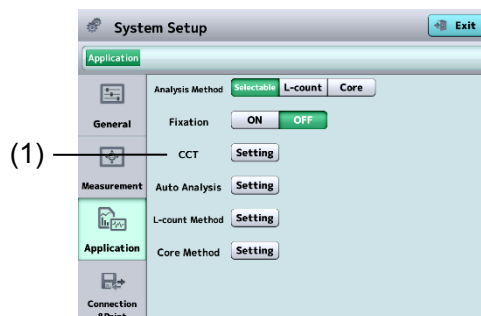 System Setup
Exit
Application
Analysis Method Selectable L-count Core
General
Fixation ON OFF
(1)
CCT Setting
Measurement
Auto Analysis Setting
L-count Method Setting
Application
Core Method Setting
Connection
&Print